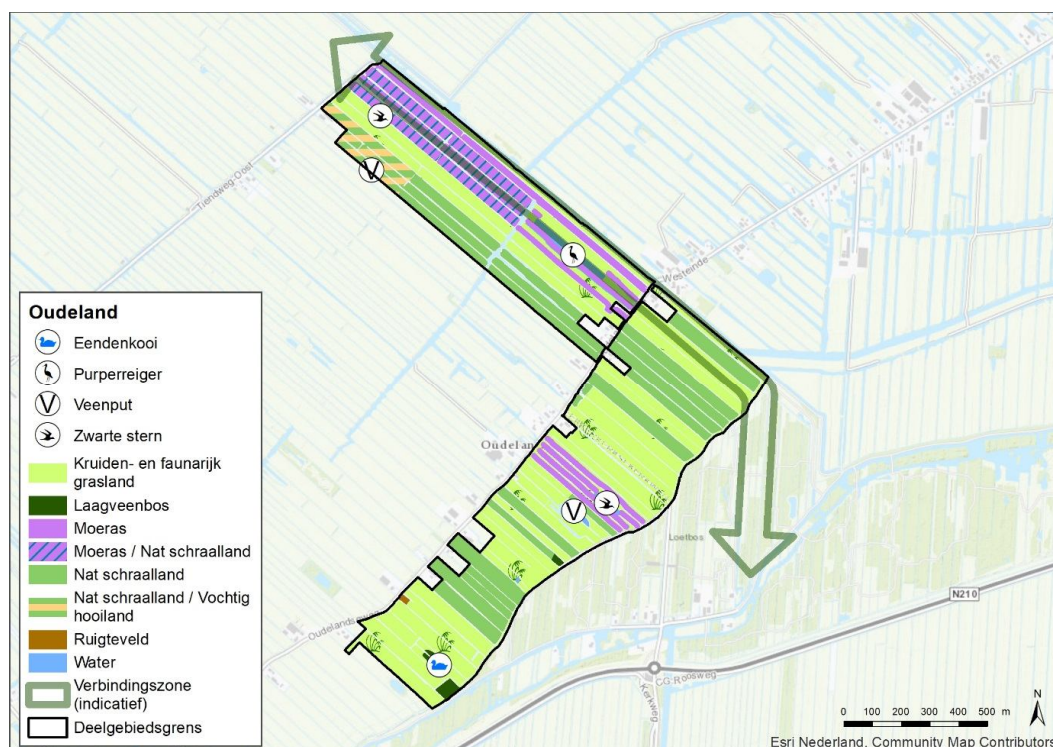 Tiendweg-Oost
Westeinde
Oudeland
Loetbos
N210
Oudelandseweg
C.G. Roosweg
Kerkweg
Oudeland
Eendenkooi
Purperreiger
V
Veenput
Zwarte stern
Kruiden- en faunarijk
grasland
Laagveenbos
Moeras
Moeras / Nat schraalland
Nat schraalland
Nat schraalland / Vochtig
hooiland
Ruigteveld
Water
Verbindingszone
(indicatief)
Deelgebiedsgrens
V
V
N
0 100 200 300 400 500 m
Esri Nederland, Community Map Contributors